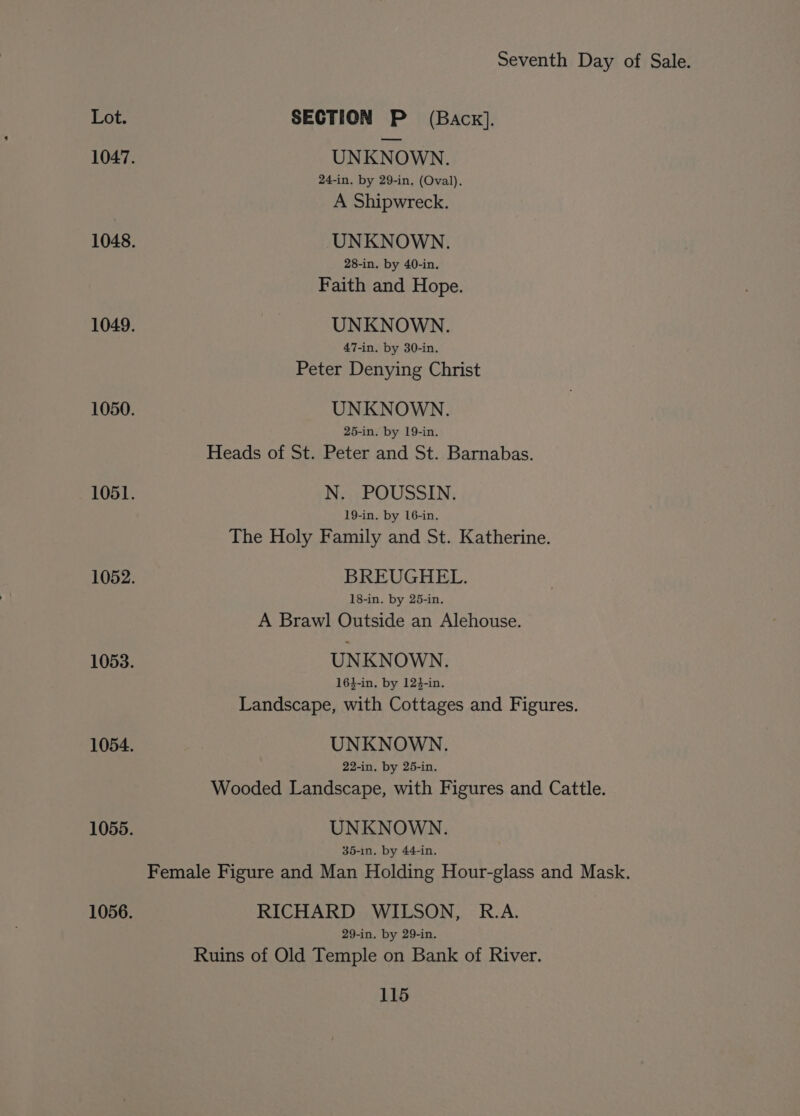 Seventh Day of Sale.
Lot. SECTION P (Back].
1047. UNKNOWN.
24-in. by 29-in. (Oval).
A Shipwreck.
1048. UNKNOWN.
28-in. by 40-in.
Faith and Hope.
1049. UNKNOWN.
47-in. by 30-in.
Peter Denying Christ
1050. UNKNOWN.
25-in. by 19-in.
Heads of St. Peter and St. Barnabas.
1051. N. POUSSIN.
19-in. by 16-in.
The Holy Family and St. Katherine.
1052. BREUGHEL.
18-in. by 25-in.
A Brawl Outside an Alehouse.
1053. UNKNOWN.
16½-in. by 12½-in.
Landscape, with Cottages and Figures.
1054. UNKNOWN.
22-in. by 25-in.
Wooded Landscape, with Figures and Cattle.
1055. UNKNOWN.
35-in. by 44-in.
Female Figure and Man Holding Hour-glass and Mask.
1056. RICHARD WILSON, R.A.
29-in. by 29-in.
Ruins of Old Temple on Bank of River.
115